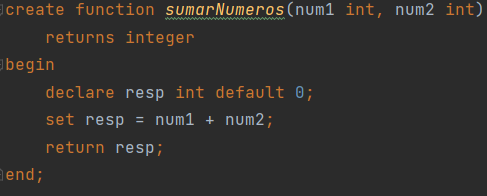 create function sumarNumeros(num1 int, num2 int)
    returns integer
begin
    declare resp int default 0;
    set resp = num1 + num2;
    return resp;
end;